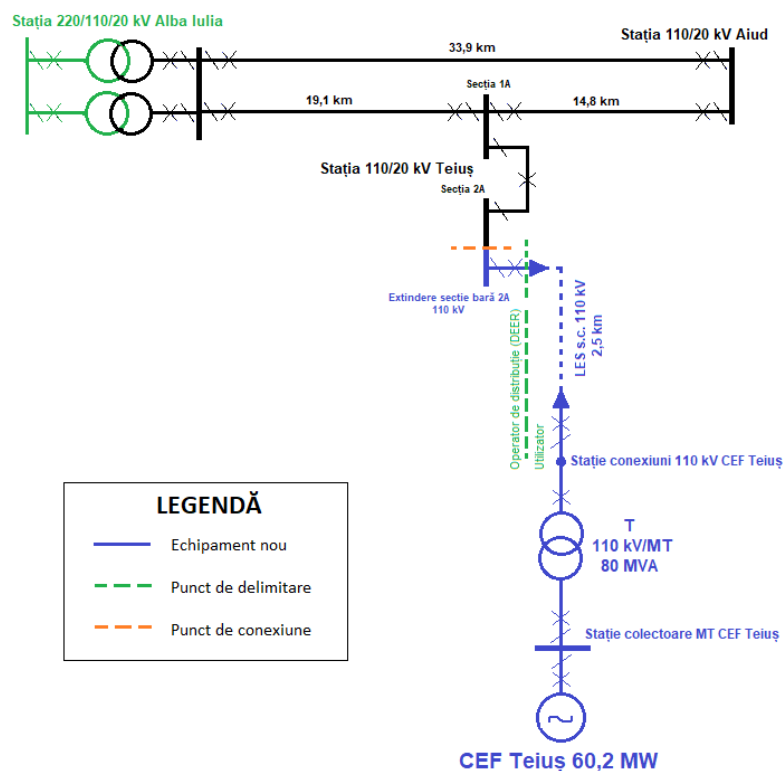 Stația 220/110/20 kV Alba Iulia
Stația 110/20 kV Aiud
33,9 km
Secția 1A
19,1 km
14,8 km
Stația 110/20 kV Teiuș
Secția 2A
Extindere sectie bară 2A
110 kV
LES s.c. 110 kV
2,5 km
Operator de distribuție (DEER)
Utilizator
Stație conexiuni 110 kV CEF Teiuș
T
110 kV/MT
80 MVA
Stație colectoare MT CEF Teiuș
CEF Teiuș 60,2 MW
LEGENDĂ
Echipament nou
Punct de delimitare
Punct de conexiune